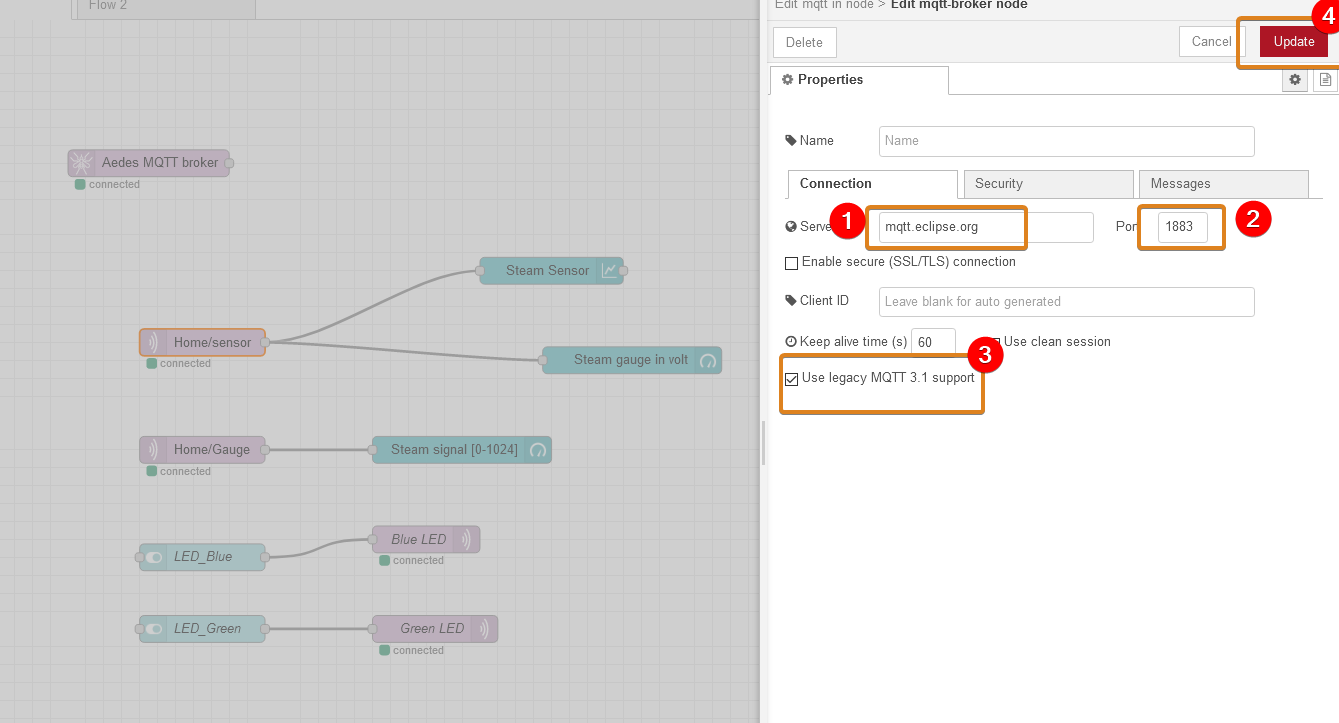 Flow 2
Edit mqtt in node > Edit mqtt-broker node
4
Delete
Cancel
Update
Properties
Name
Name
Aedes MQTT broker
connected
Connection
Security
Messages
1
Serve
mqtt.eclipse.org
Por
1883
2
Enable secure (SSL/TLS) connection
Steam Sensor
Client ID
Leave blank for auto generated
Home/sensor
connected
Keep alive time (s)
60
Use clean session
3
Steam gauge in volt
Use legacy MQTT 3.1 support
Home/Gauge
connected
Steam signal [0-1024]
LED_Blue
Blue LED
connected
LED_Green
Green LED
connected